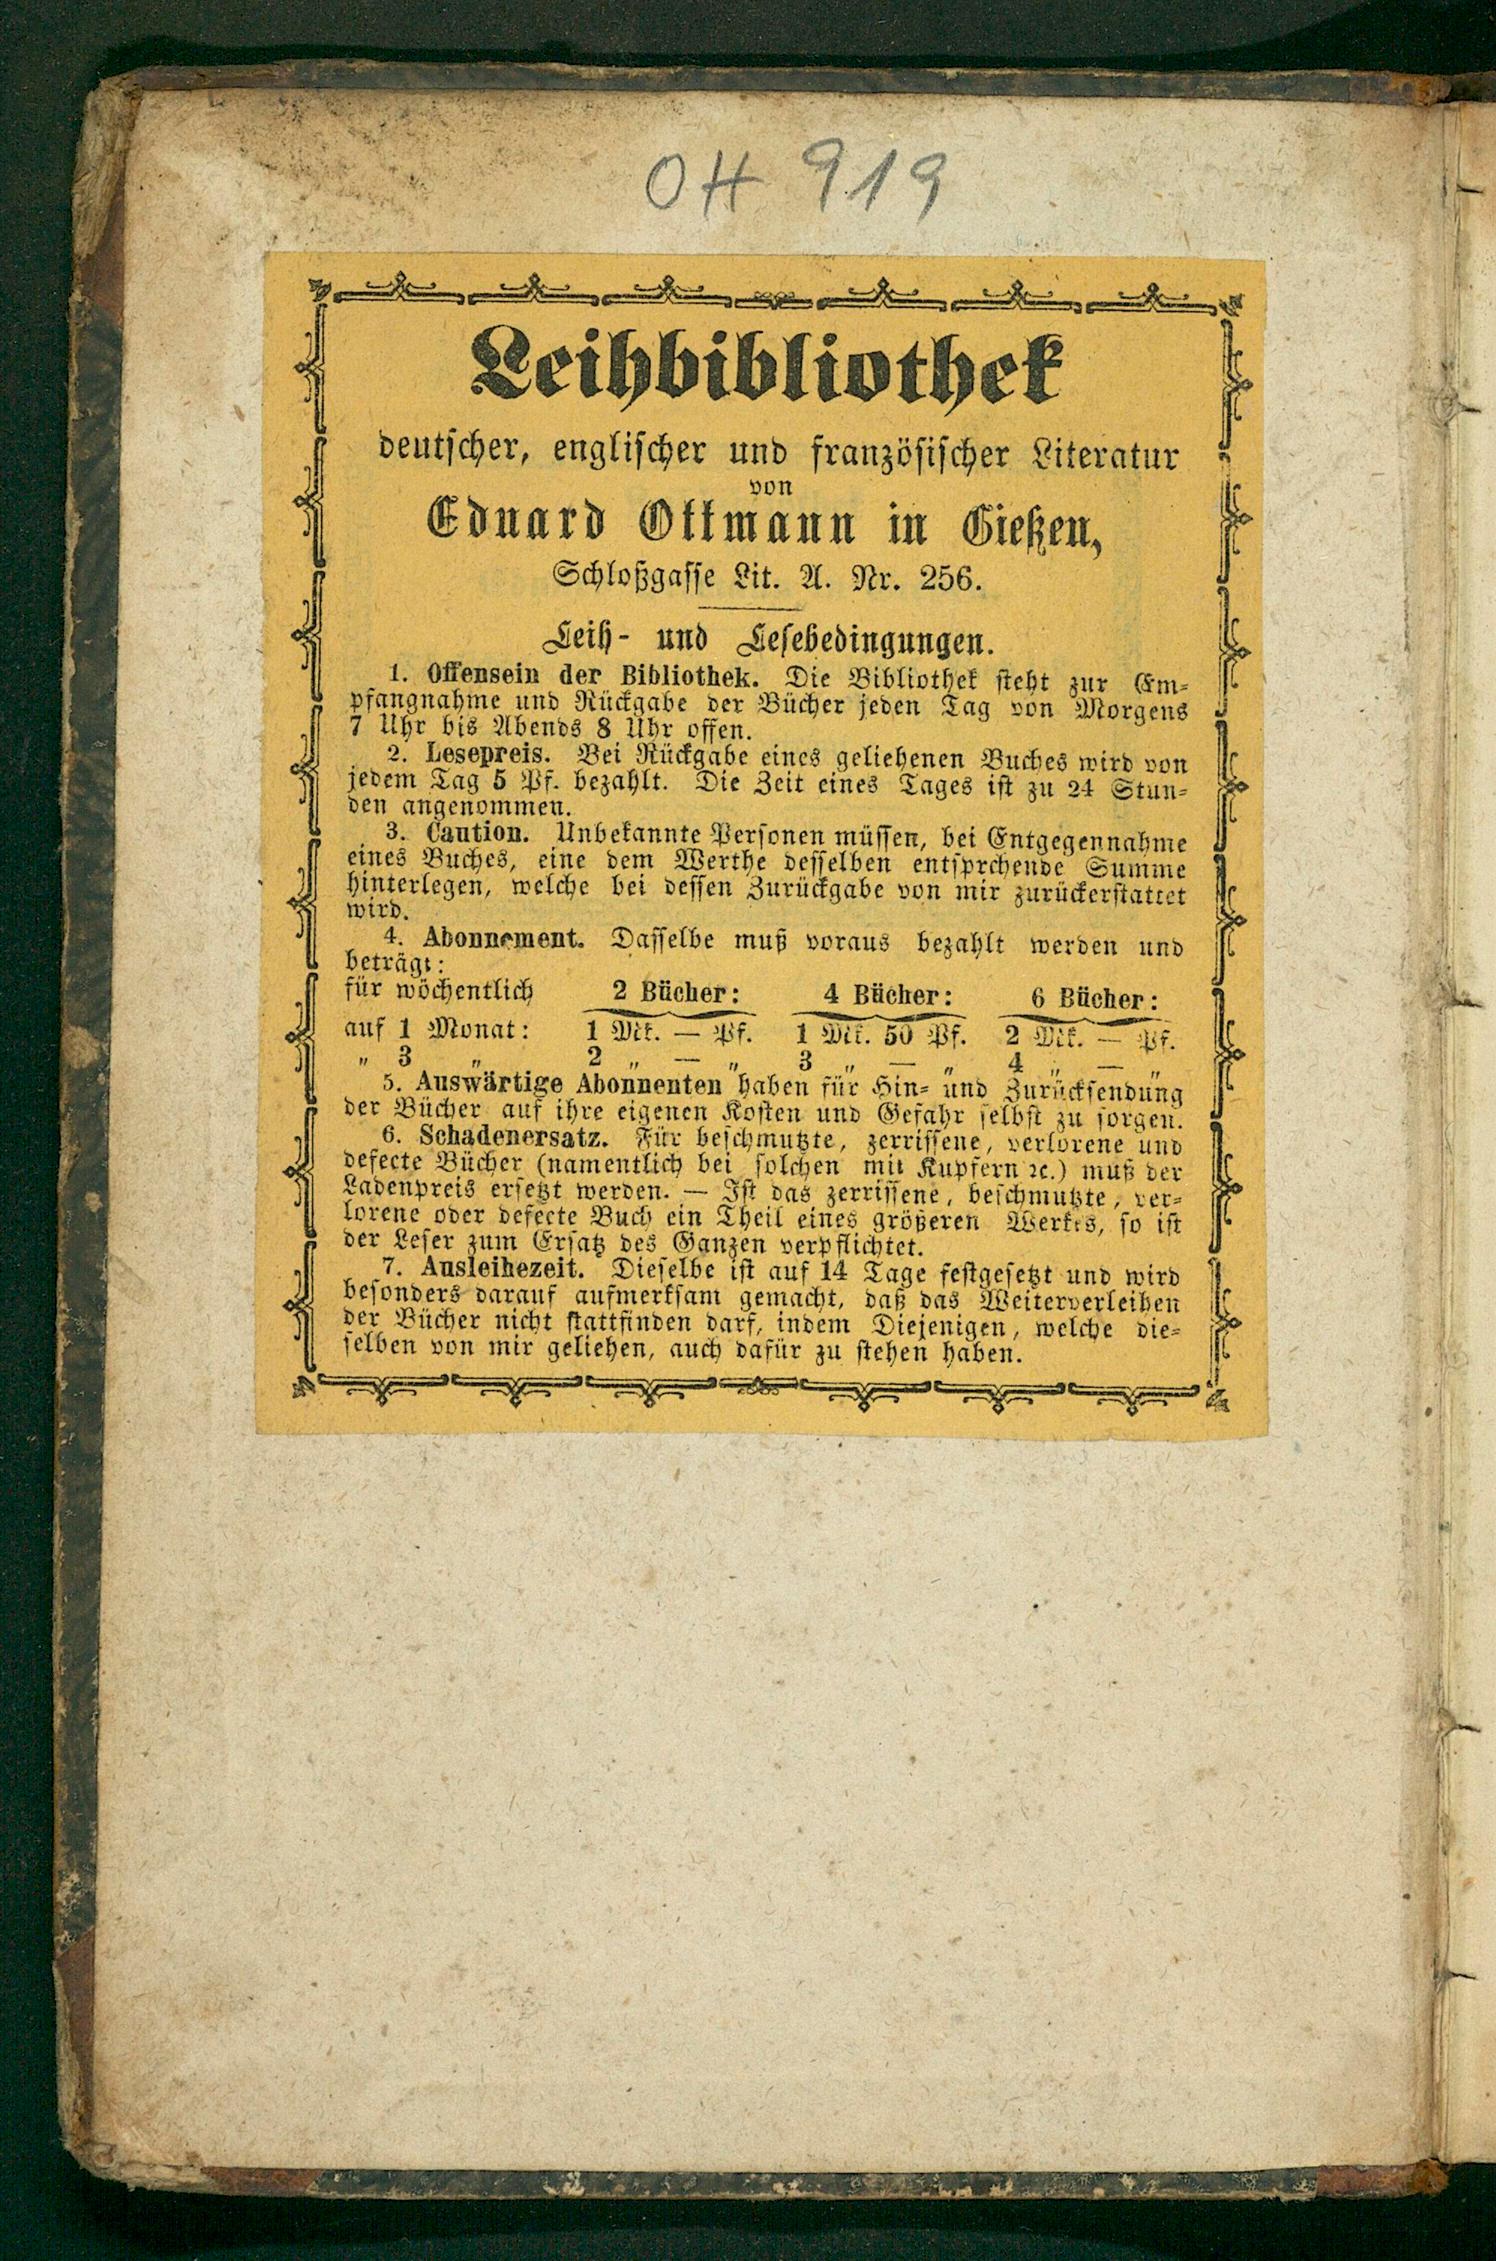 OH 919
Leihbibliothek
deutscher, englischer und französischer Literatur
von
Eduard Ottmann in Gießen,
Schloßgasse Lit. A. Nr. 256.
Leih- und Lesebedingungen.
1. Offensein der Bibliothek. Die Bibliothek steht zur Em-
pfangnahme und Rückgabe der Bücher jeden Tag von Morgens
7 Uhr bis Abends 8 Uhr offen.
2. Lesepreis. Bei Rückgabe eines geliehenen Buches wird von
jedem Tag 5 Pf. bezahlt. Die Zeit eines Tages ist zu 24 Stun-
den angenommen.
3. Caution. Unbekannte Personen müssen, bei Entgegennahme
eines Buches, eine dem Werthe desselben entsprchende Summe
hinterlegen, welche bei dessen Zurückgabe von mir zurückerstattet
wird.
4. Abonnement. Dasselbe muß voraus bezahlt werden und
beträgt:
für wöchentlich 2 Bücher: 4 Bücher: 6 Bücher:
auf 1 Monat: 1 Mk. — Pf. 1 Mk. 50 Pf. 2 Mk. — Pf.
„ 3 „ 2 „ — „ 3 „ — „ 4 „ — „
5. Auswärtige Abonnenten haben für Hin- und Zurücksendung
der Bücher auf ihre eigenen Kosten und Gefahr selbst zu sorgen.
6. Schadenersatz. Für beschmutzte, zerrissene, verlorene und
defecte Bücher (namentlich bei solchen mit Kupfern ꝛc.) muß der
Ladenpreis ersetzt werden. — Ist das zerrissene, beschmutzte, ver-
lorene oder defecte Buch ein Theil eines größeren Werkes, so ist
der Leser zum Ersatz des Ganzen verpflichtet.
7. Ausleihezeit. Dieselbe ist auf 14 Tage festgesetzt und wird
besonders darauf aufmerksam gemacht, daß das Weiterverleihen
der Bücher nicht stattfinden darf, indem Diejenigen, welche die-
selben von mir geliehen, auch dafür zu stehen haben.